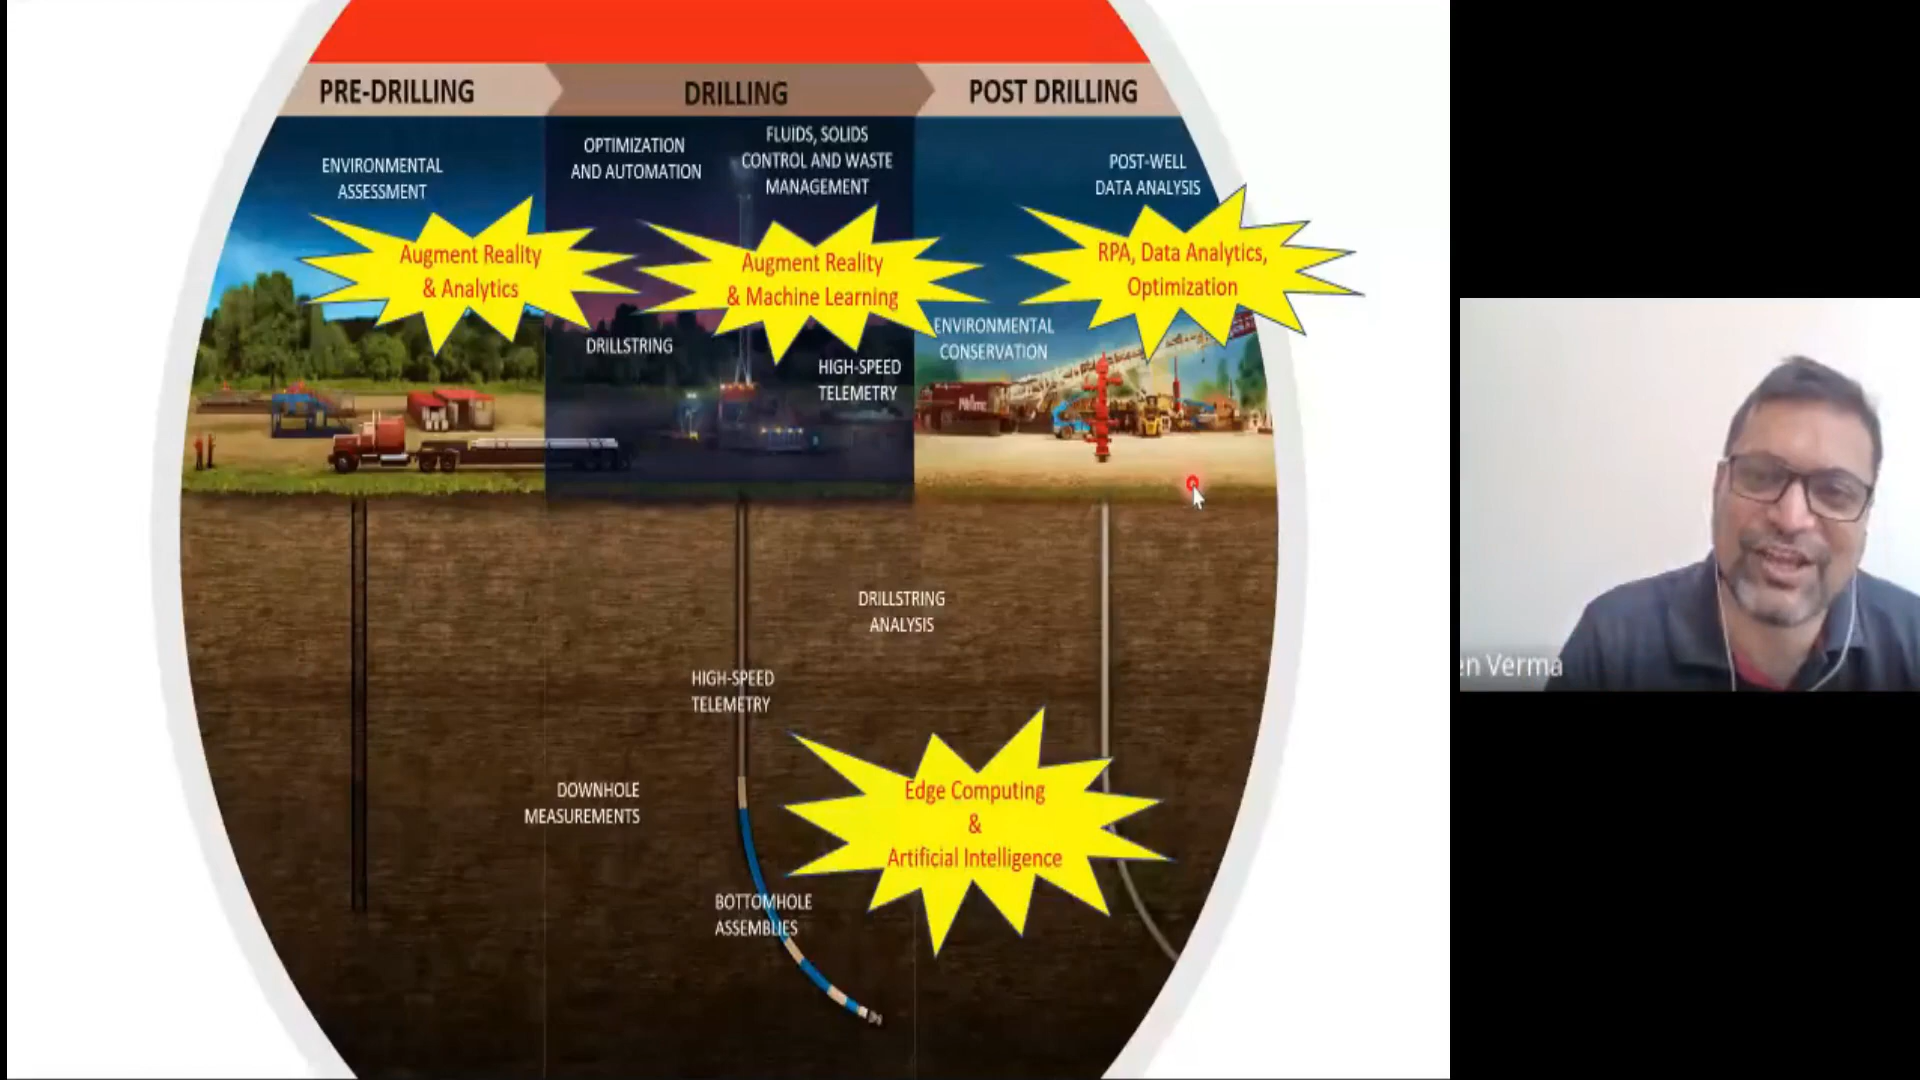 PRE-DRILLING
DRILLING
POST DRILLING
ENVIRONMENTAL
ASSESSMENT
OPTIMIZATION
AND AUTOMATION
FLUIDS, SOLIDS
CONTROL AND WASTE
MANAGEMENT
POST-WELL
DATA ANALYSIS
Augment Reality
& Analytics
Augment Reality
& Machine Learning
RPA, Data Analytics,
Optimization
DRILLSTRING
HIGH-SPEED
TELEMETRY
ENVIRONMENTAL
CONSERVATION
DRILLSTRING
ANALYSIS
HIGH-SPEED
TELEMETRY
DOWNHOLE
MEASUREMENTS
Edge Computing
&
Artificial Intelligence
BOTTOMHOLE
ASSEMBLIES
en Verma